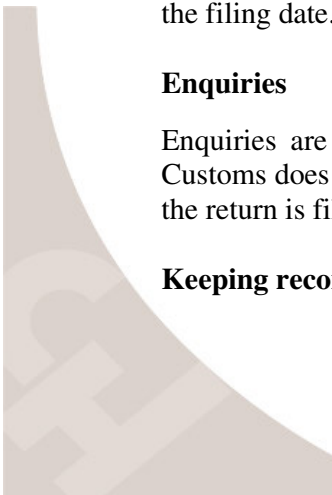 the filing date.
Enquiries
Enquiries are
Customs does
the return is fi
Keeping reco